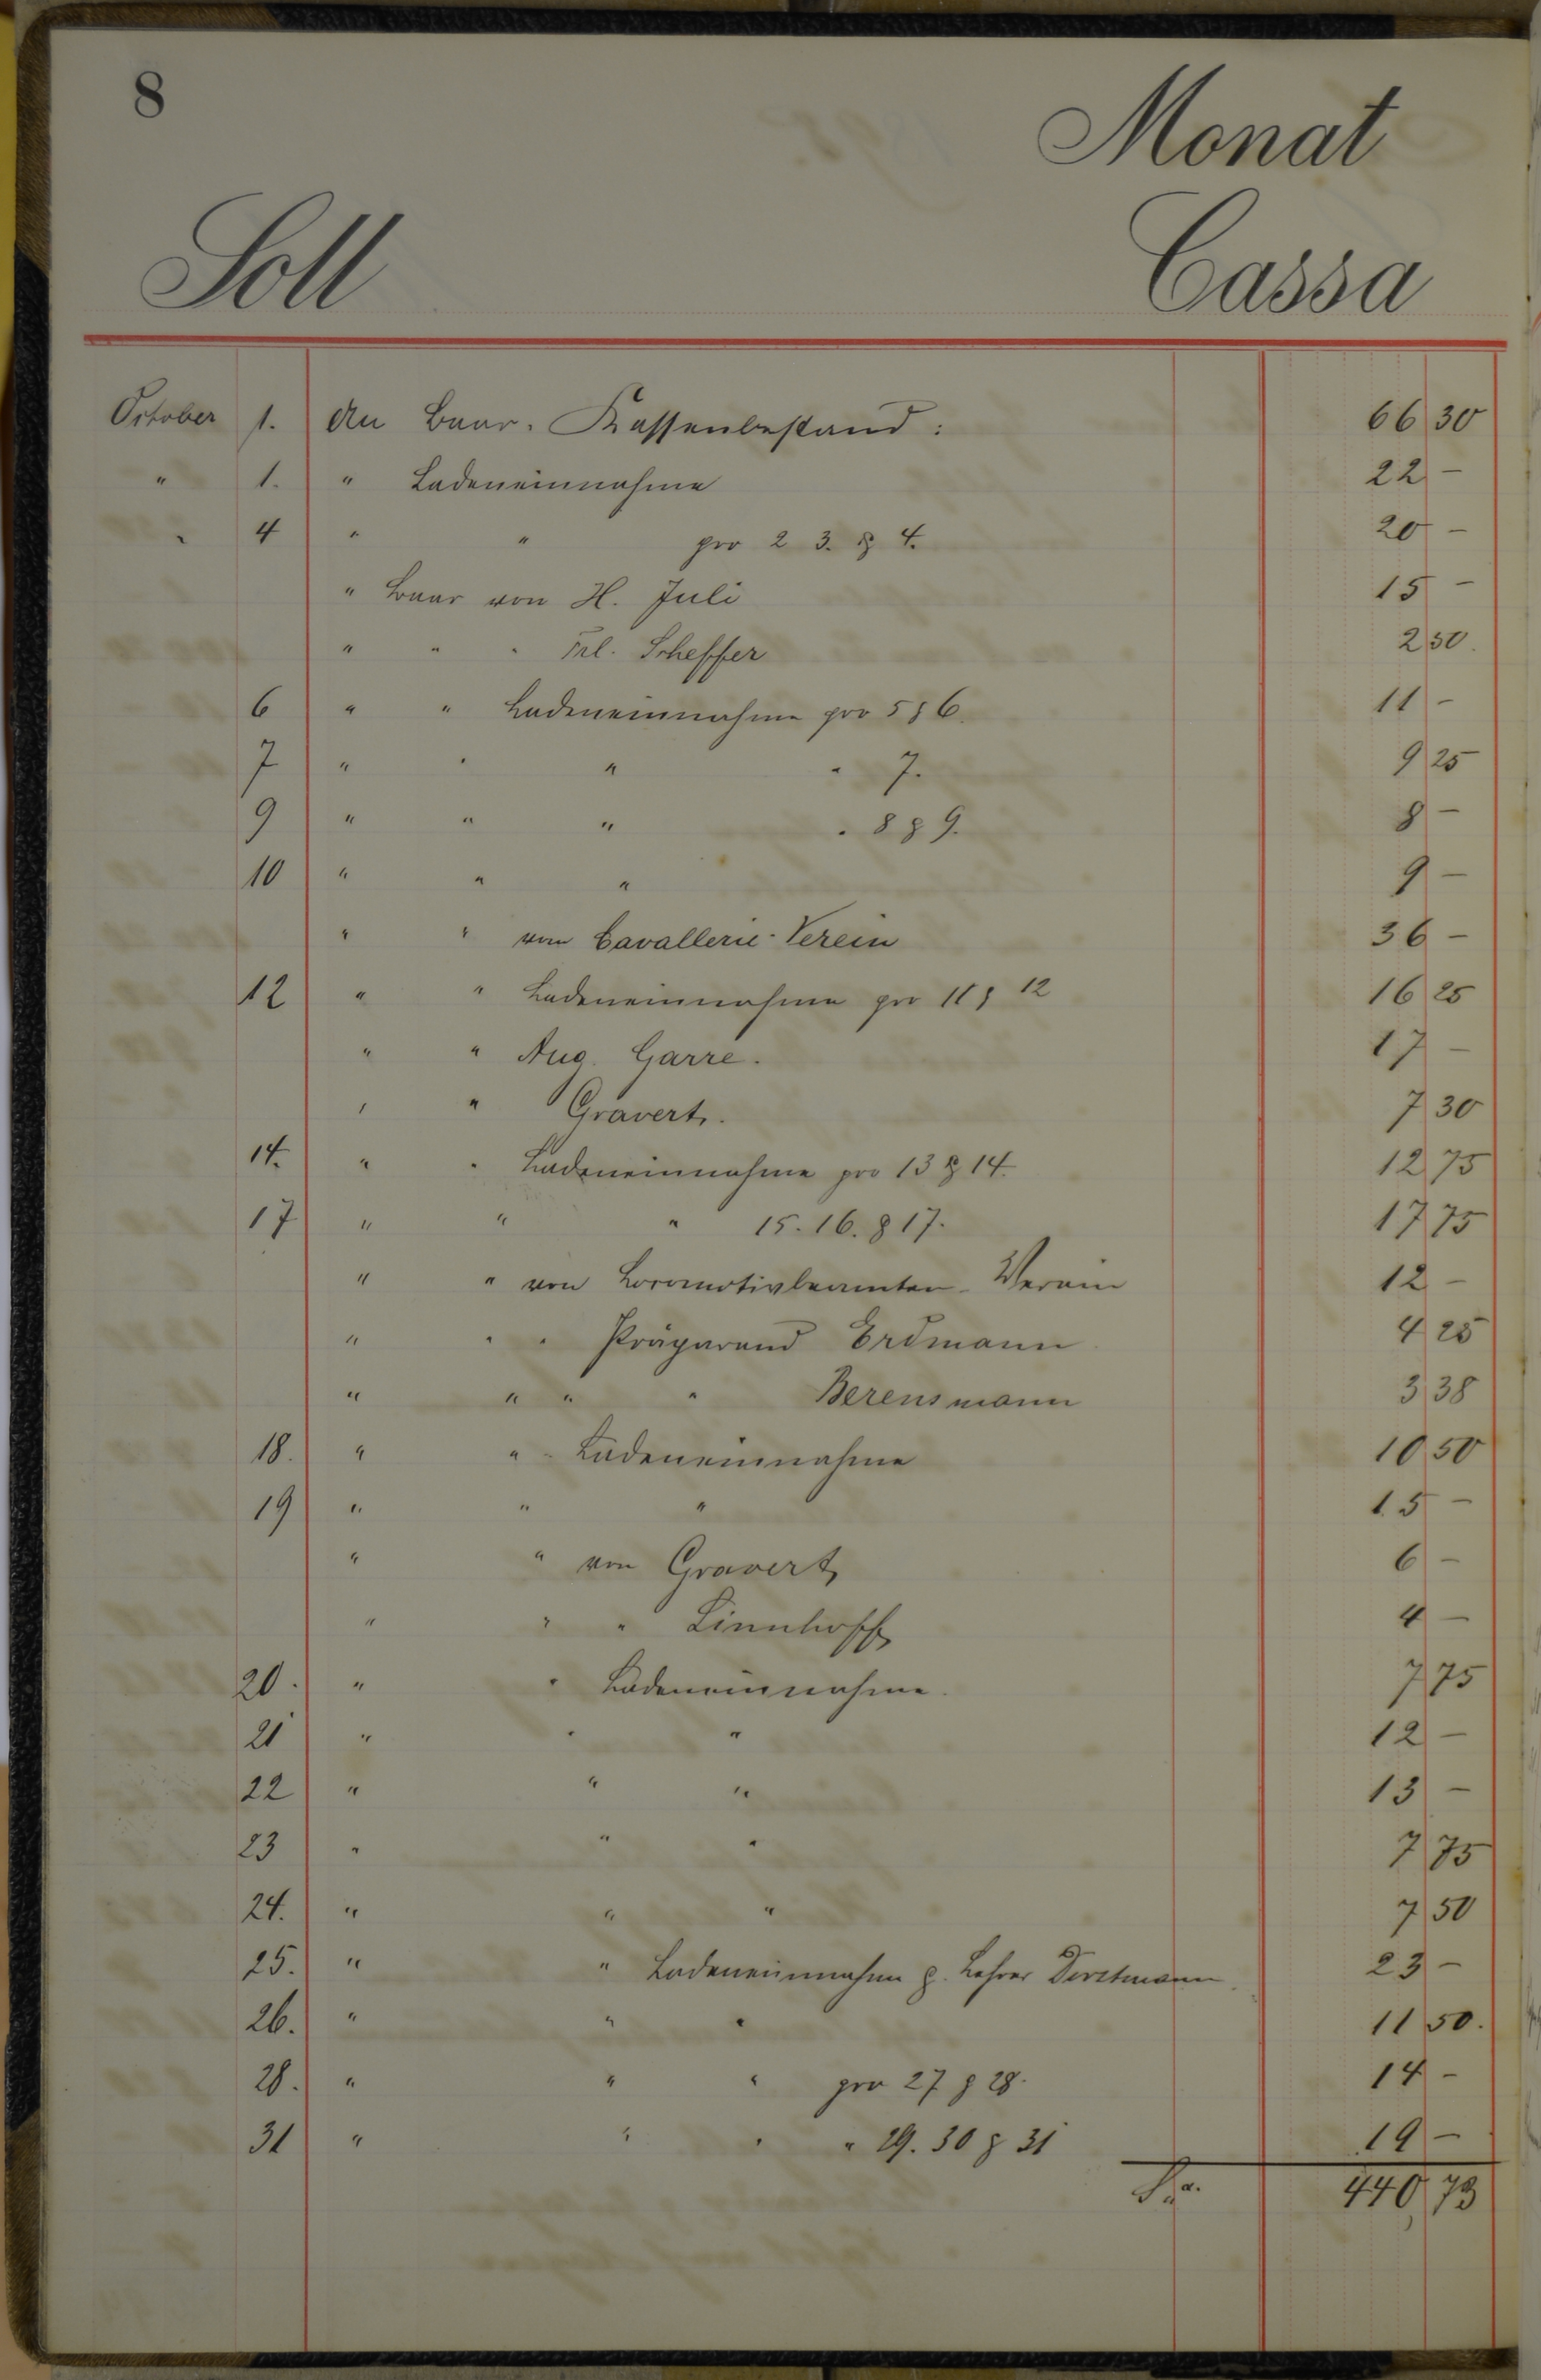 8
Monat
Soll Cassa
October 1. An Baar. Kassenbestand: 66 30
" 1. " Ladeneinnahme 22 –
" 4 " " pro 2 3. & 4. 20 –
" Baar von H. Juli 15 –
" " " Frl. Scheffer 2 50.
6 " " Ladeneinnahme pro 5 & 6. 11 –
7 " " " " 7. 9 25
9 " " " " 8 & 9. 8 –
10 " " " 9 –
" " vom Cavallerie-Verein 36 –
12 " " Ladeneinnahme pro 11 & 12 16 25
" " Aug. Garre. 17 –
" " Gravert. 7 30
14. " " Ladeneinnahme pro 13 & 14. 12 75
17 " " " 15. 16. & 17. 17 75
" " von Locomotivbeamten-Verein 12 –
" " " Präparand Erdmann 4 25
" " " " Berensmann 3 38
18. " " " Ladeneinnahme 10 50
19 " " " 15 –
" " von Gravert 6 –
" " " Linnhoff 4 –
20. " " Ladeneinnahme. 7 75
21 " " " 12 –
22 " " " 13 –
23 " " " 7 75
24. " " " 7 50
25. " " Ladeneinnahme p. Lehrer 23 –
26. " " " 11 50.
28. " " " pro 27 & 28. 14 –
31 " " " " 29. 30 & 31 19 –
Sa. 440,73